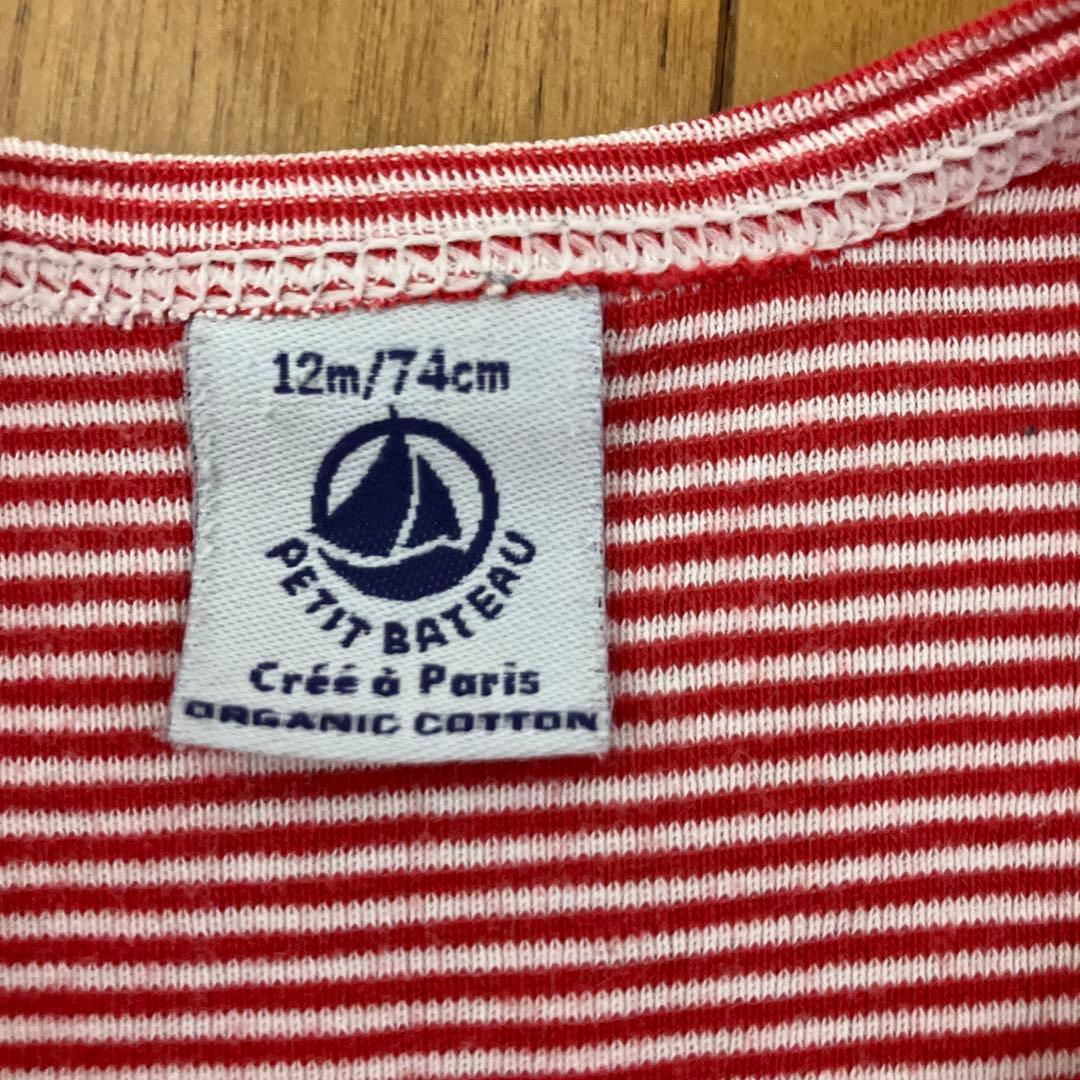 12m/74cm
PETIT BATEAU
Créé à Paris
ORGANIC COTTON